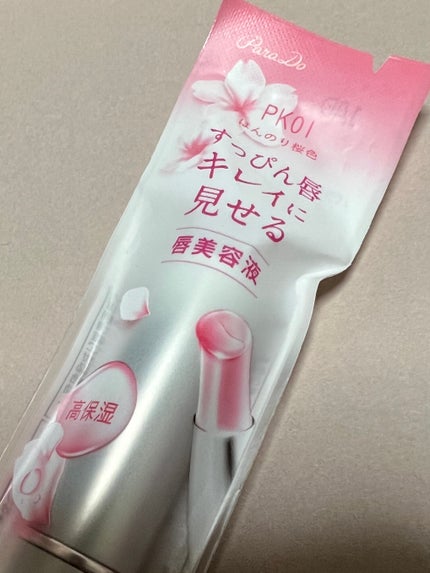 ParaDo
PK01
ほんのり桜色
すっぴん唇
キレイに
見せる
唇美容液
高保湿